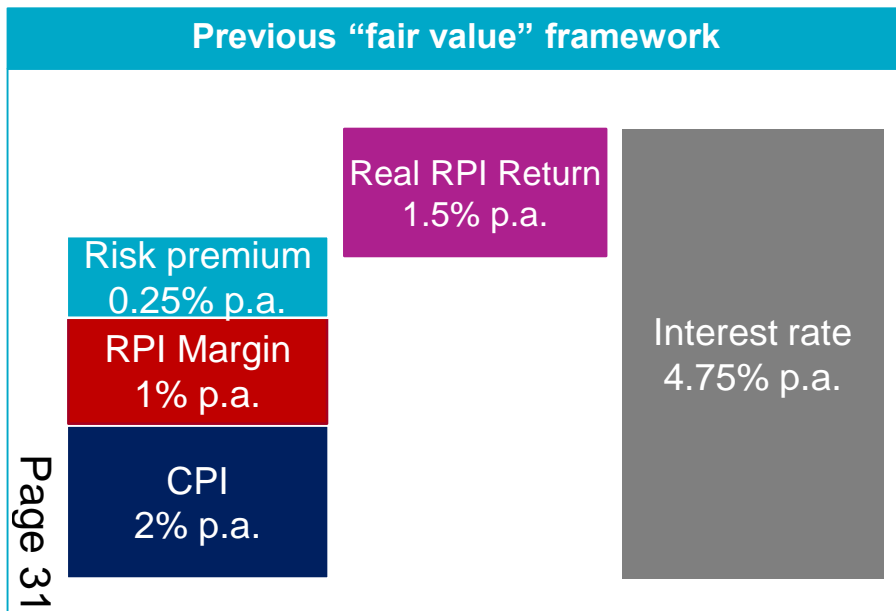 Previous “fair value” framework
Real RPI Return
1.5% p.a.
Risk premium
0.25% p.a.
RPI Margin
1% p.a.
CPI
2% p.a.
Interest rate
4.75% p.a.
Page 31